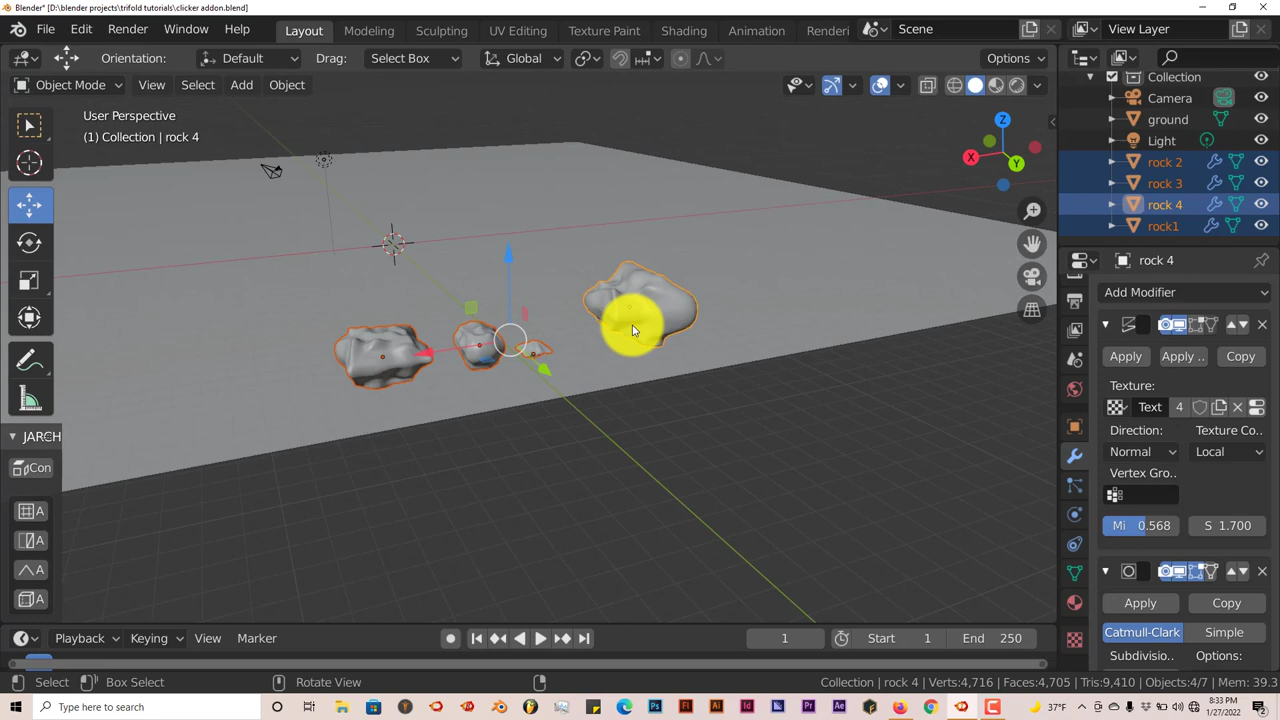 Blender* [D:\blender projects\trifold tutorials\clicker addon.blend]
File Edit Render Window Help Layout Modeling Sculpting UV Editing Texture Paint Shading Animation Renderi Scene View Layer
Orientation: Default Drag: Select Box Global Options
Object Mode View Select Add Object
User Perspective
(1) Collection | rock 4
Z
X
Y
Collection
Camera
ground
Light
rock 2
rock 3
rock 4
rock1
rock 4
Add Modifier
Apply Apply .. Copy
Texture:
Text 4
Direction: Texture Co..
Normal Local
Vertex Gro..
Mi 0.568 S 1.700
Apply Copy
Catmull-Clark Simple
Subdivisio.. Options:
JARCH
Con
A
A
A
A
Playback Keying View Marker 1 Start 1 End 250
Select Box Select Rotate View Collection | rock 4 | Verts:4,716 | Faces:4,705 | Tris:9,410 | Objects:4/7 | Mem: 39.3
Type here to search 37°F 8:33 PM
1/27/2022